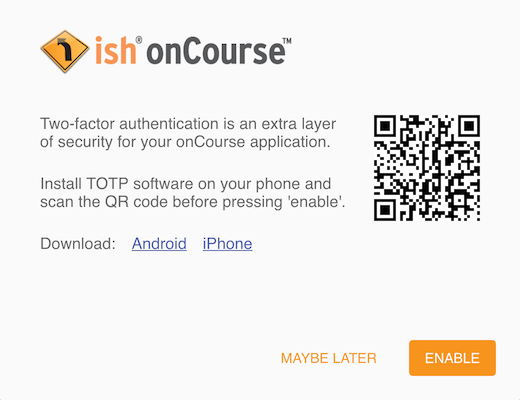 ish® onCourse™
Two-factor authentication is an extra layer
of security for your onCourse application.
Install TOTP software on your phone and
scan the QR code before pressing 'enable'.
Download: Android iPhone
MAYBE LATER ENABLE